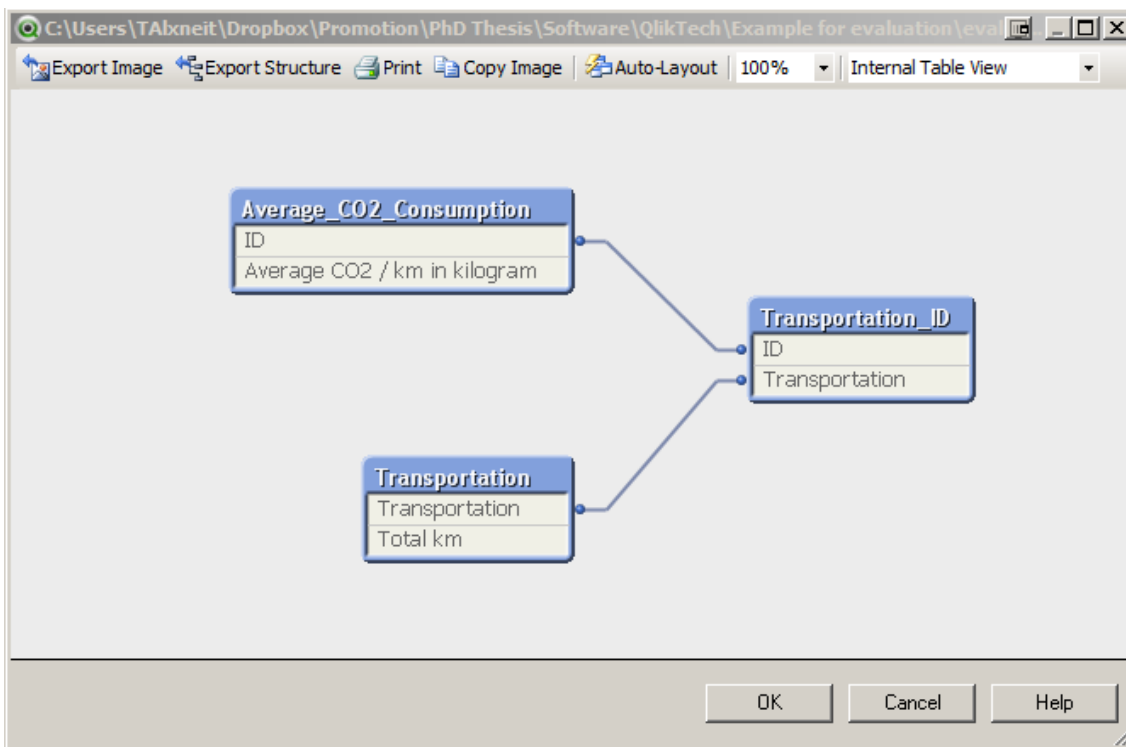 C:\Users\TAlxneit\Dropbox\Promotion\PhD Thesis\Software\QlikTech\Example for evaluation\eval
Export Image Export Structure Print Copy Image Auto-Layout 100% Internal Table View
Average_CO2_Consumption
ID
Average CO2 / km in kilogram
Transportation_ID
ID
Transportation
Transportation
Transportation
Total km
OK Cancel Help